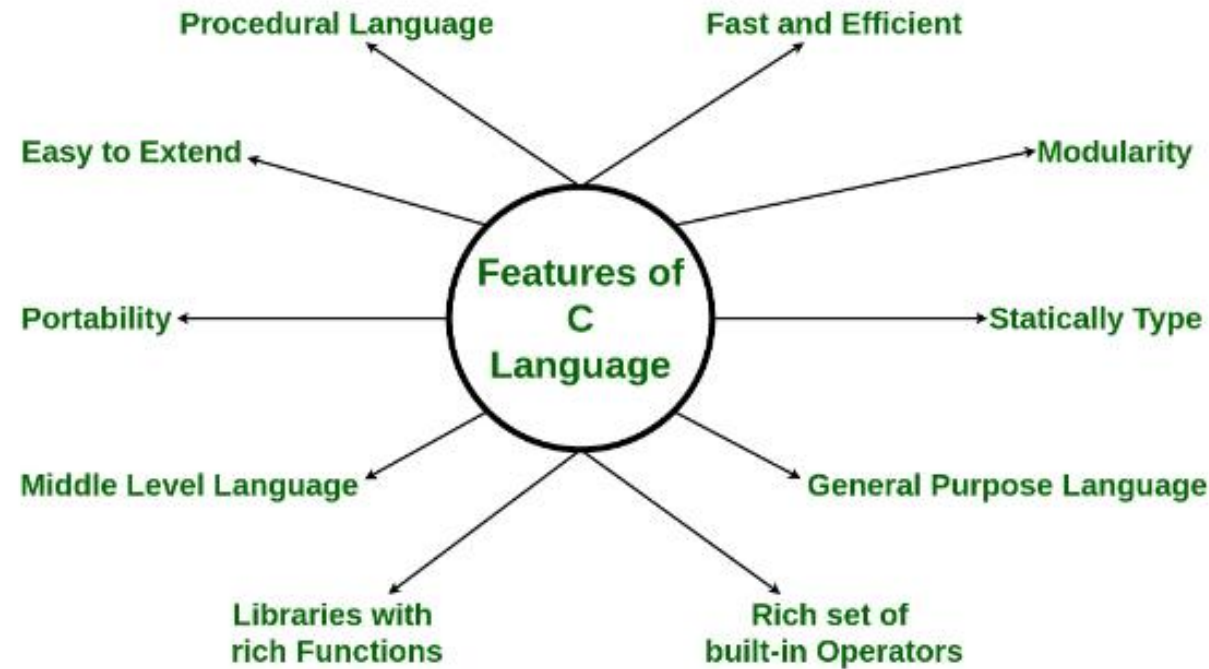 Procedural Language
Fast and Efficient
Easy to Extend
Modularity
Features of
C
Language
Portability
Statically Type
Middle Level Language
General Purpose Language
Libraries with
rich Functions
Rich set of
built-in Operators